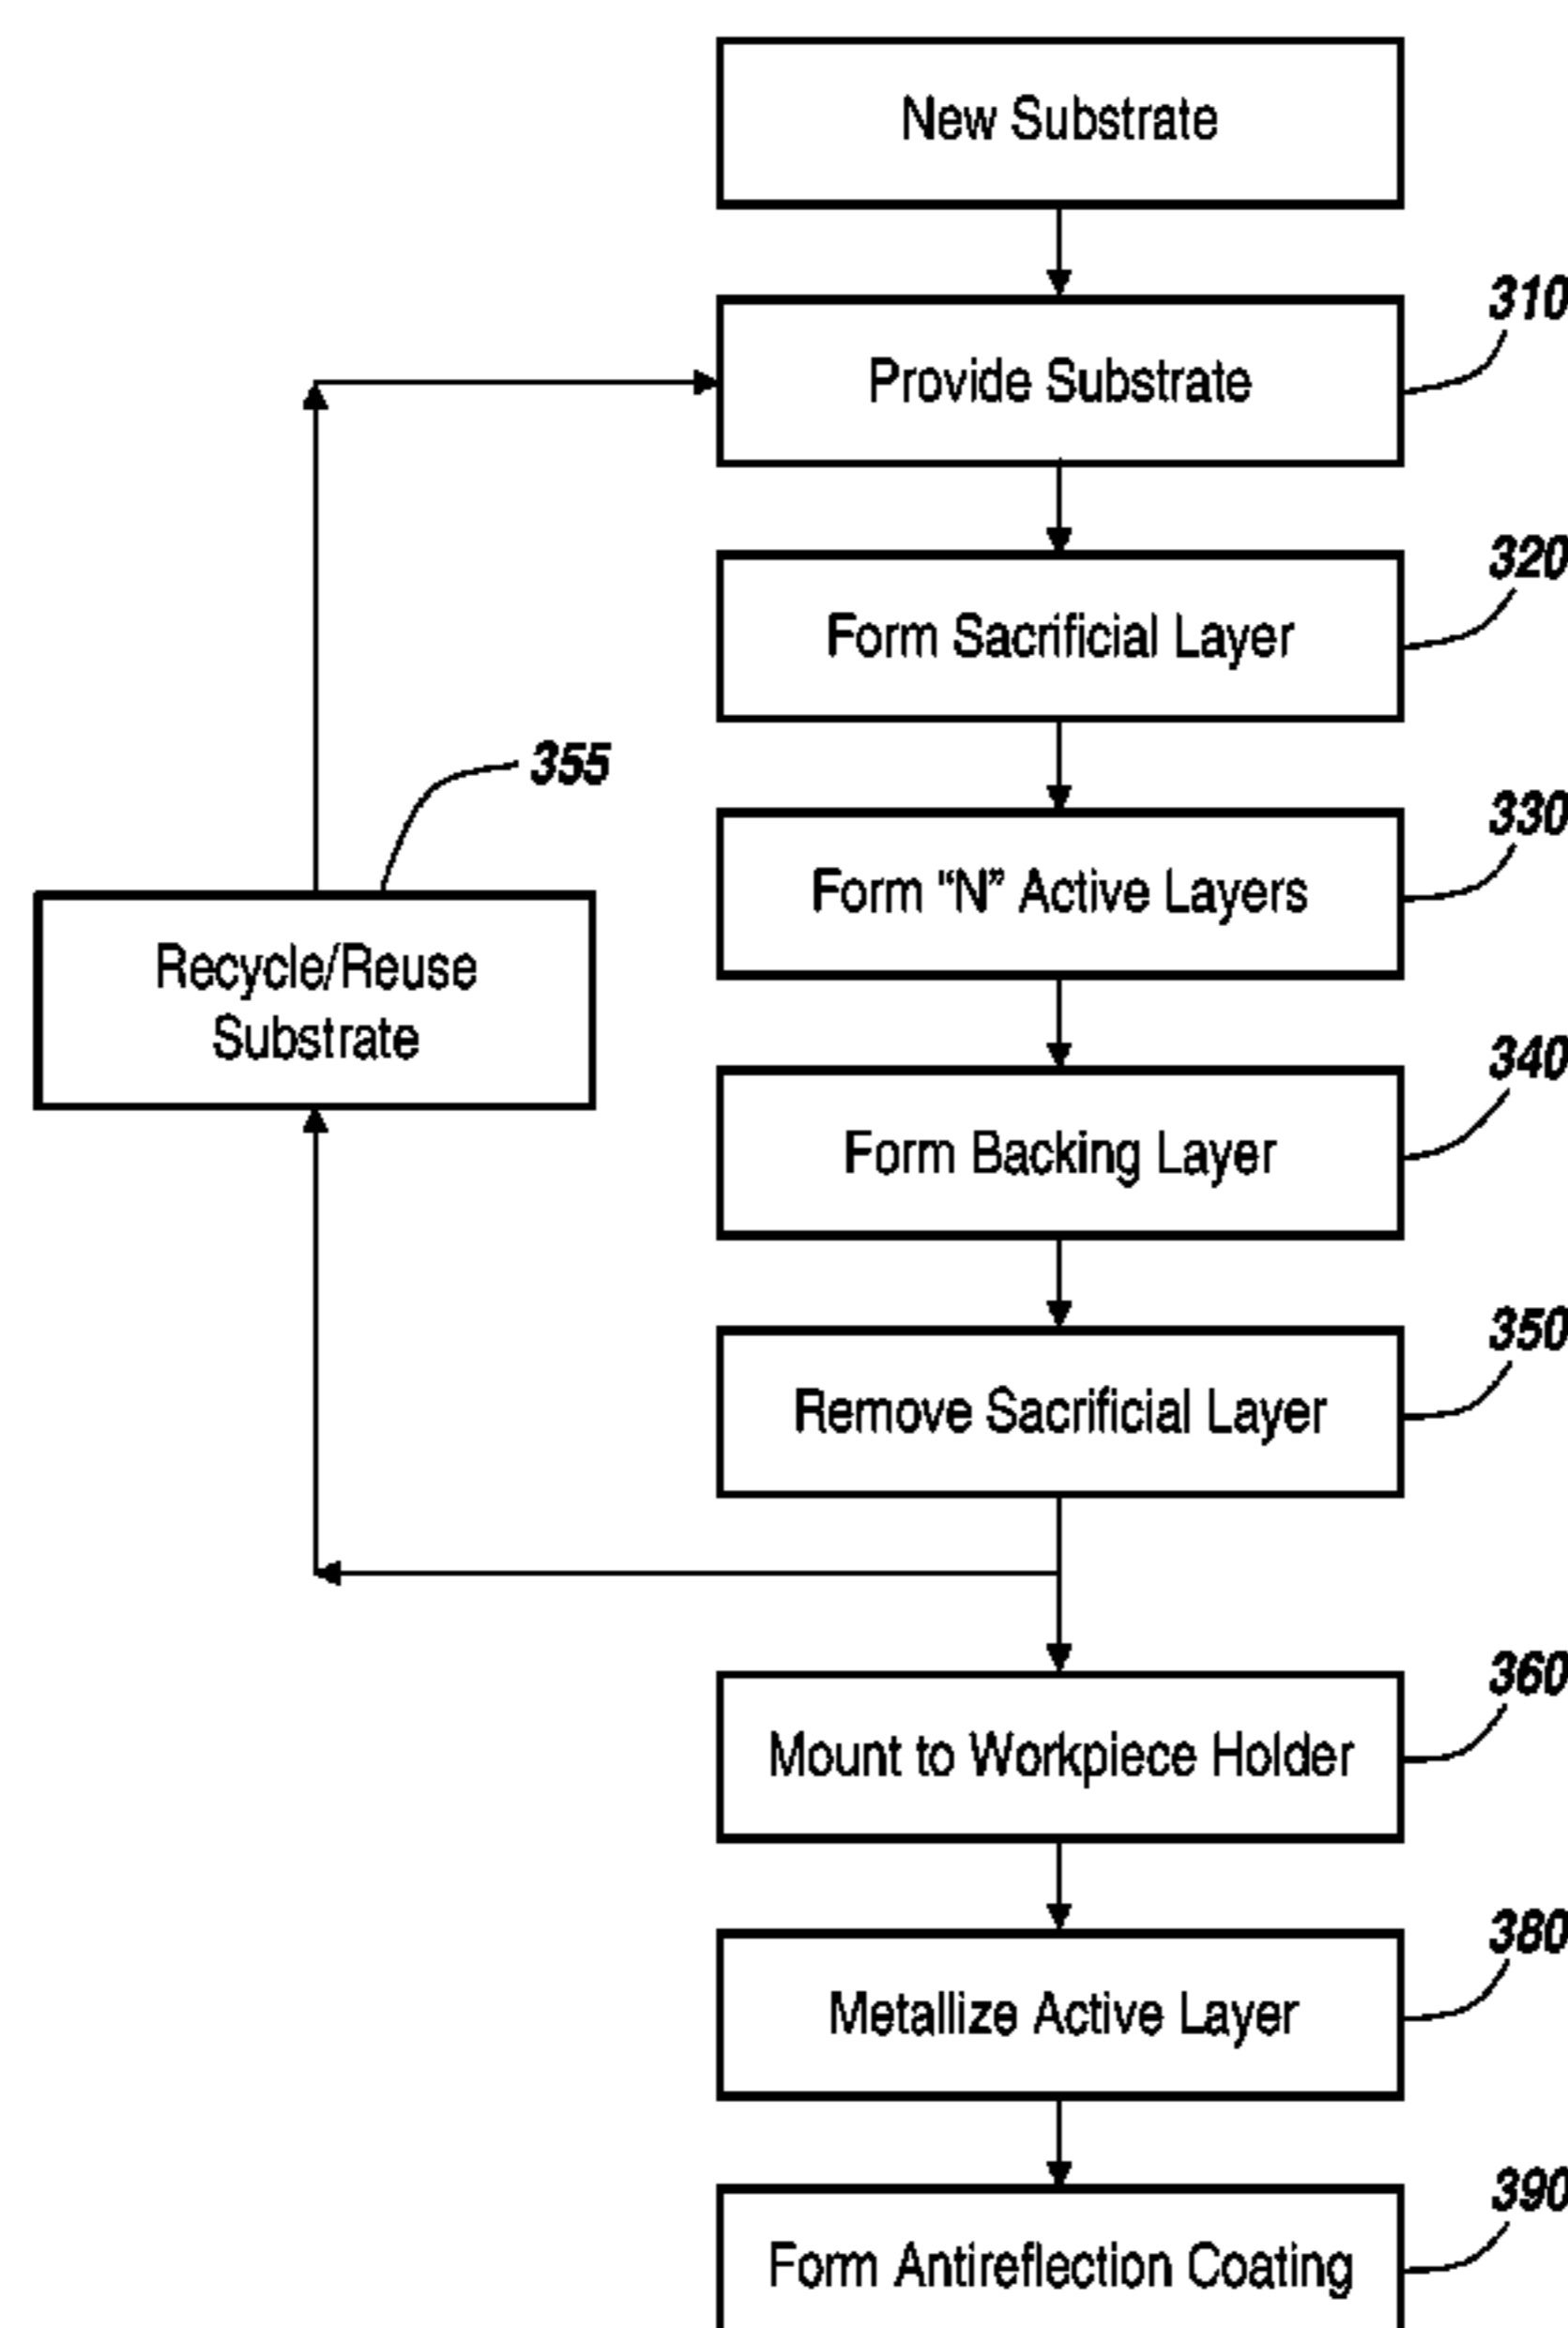 New Substrate
310
Provide Substrate
320
Form Sacrificial Layer
355
330
Form “N” Active Layers
Recycle/Reuse
Substrate
340
Form Backing Layer
350
Remove Sacrificial Layer
360
Mount to Workpiece Holder
380
Metallize Active Layer
390
Form Antireflection Coating